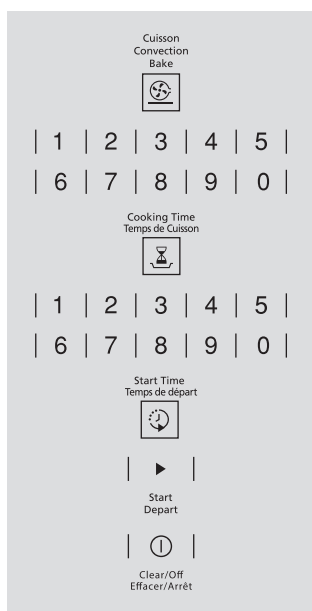 Cuisson
Convection
Bake
| 1 | 2 | 3 | 4 | 5 |
| 6 | 7 | 8 | 9 | 0 |
Cooking Time
Temps de Cuisson
| 1 | 2 | 3 | 4 | 5 |
| 6 | 7 | 8 | 9 | 0 |
Start Time
Temps de départ
Start
Depart
Clear/Off
Effacer/Arrêt